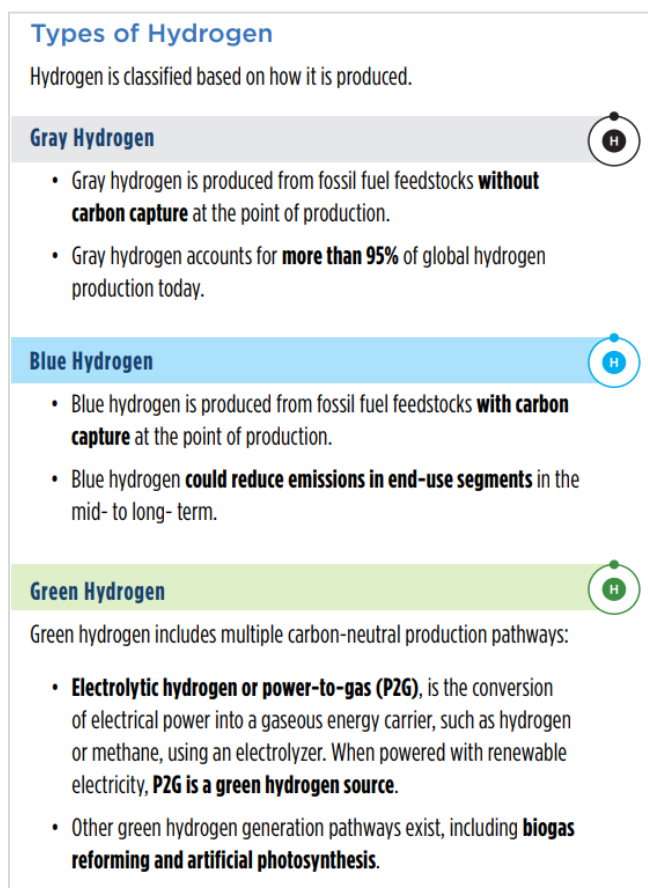 Types of Hydrogen
Hydrogen is classified based on how it is produced.
Gray Hydrogen
H
• Gray hydrogen is produced from fossil fuel feedstocks without
carbon capture at the point of production.
• Gray hydrogen accounts for more than 95% of global hydrogen
production today.
Blue Hydrogen
H
• Blue hydrogen is produced from fossil fuel feedstocks with carbon
capture at the point of production.
• Blue hydrogen could reduce emissions in end-use segments in the
mid- to long- term.
Green Hydrogen
H
Green hydrogen includes multiple carbon-neutral production pathways:
• Electrolytic hydrogen or power-to-gas (P2G), is the conversion
of electrical power into a gaseous energy carrier, such as hydrogen
or methane, using an electrolyzer. When powered with renewable
electricity, P2G is a green hydrogen source.
• Other green hydrogen generation pathways exist, including biogas
reforming and artificial photosynthesis.